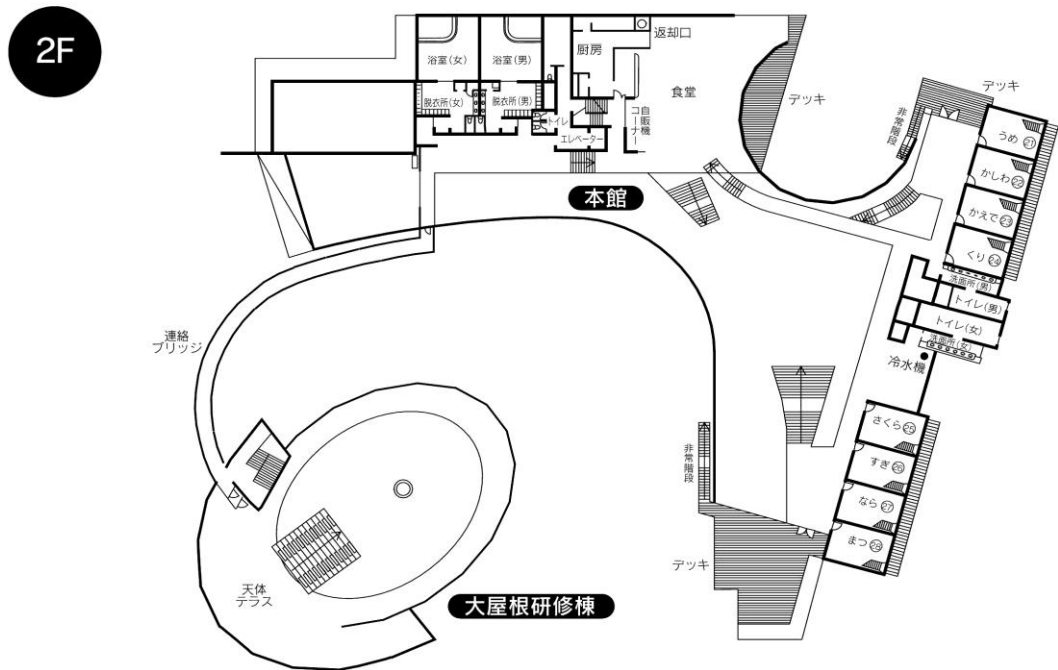 2F
浴室(女)
浴室(男)
厨房
返却口
脱衣所(女)
脱衣所(男)
トイレ
エレベーター
自販機
コーナー
食堂
デッキ
デッキ
非常階段
うめ 21
かしわ 22
かえで 23
くり 24
本館
洗面所(男)
トイレ(男)
トイレ(女)
洗面所(女)
冷水機
連絡
ブリッジ
さくら 25
すぎ 26
なら 27
まつ 28
非常階段
デッキ
天体
テラス
大屋根研修棟